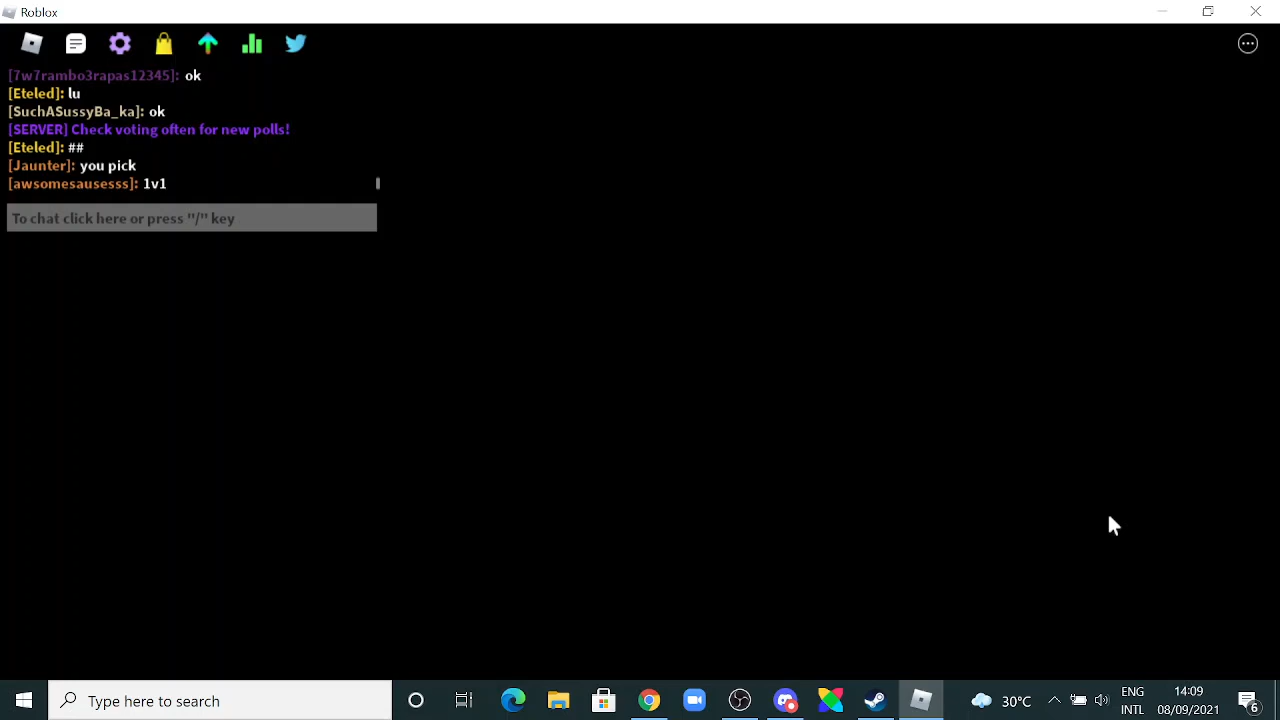 Roblox
[7w7rambo3rapas12345]: ok
[Eteled]: lu
[SuchASussyBa_ka]: ok
[SERVER] Check voting often for new polls!
[Eteled]: ##
[Jaunter]: you pick
[awsomesausesss]: 1v1
To chat click here or press "/" key
Type here to search
30°C
ENG
INTL
14:09
08/09/2021
6